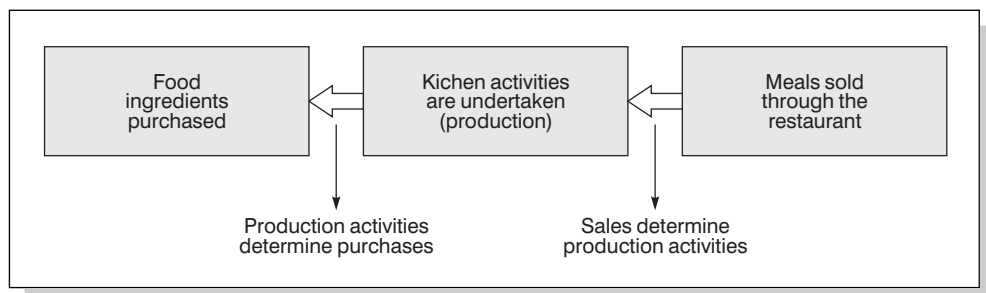 Food
ingredients
purchased
Kichen activities
are undertaken
(production)
Meals sold
through the
restaurant
Production activities
determine purchases
Sales determine
production activities